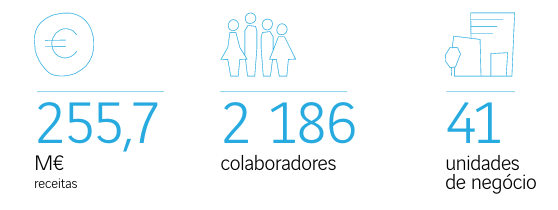 255,7
M€
receitas
2 186
colaboradores
41
unidades
de negócio